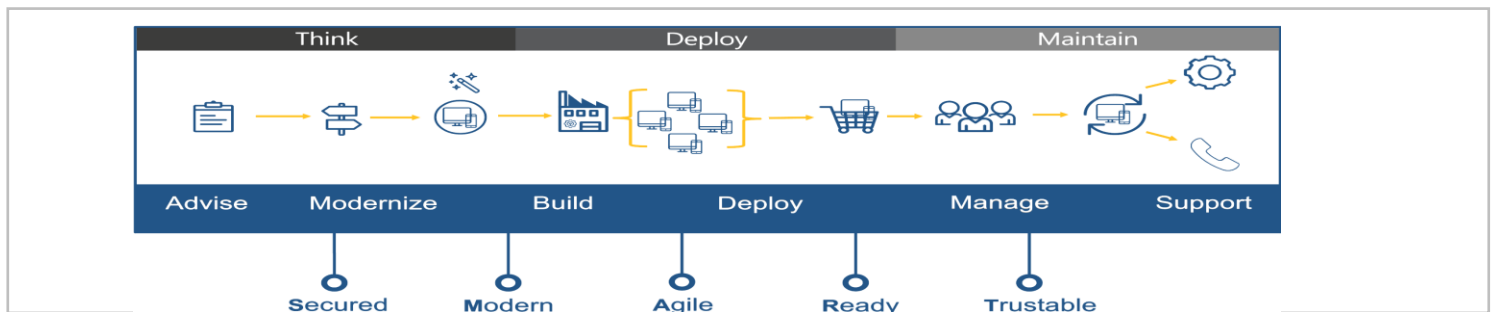 Think Deploy Maintain
Advise Modernize Build Deploy Manage Support
Secured Modern Agile Ready Trustable